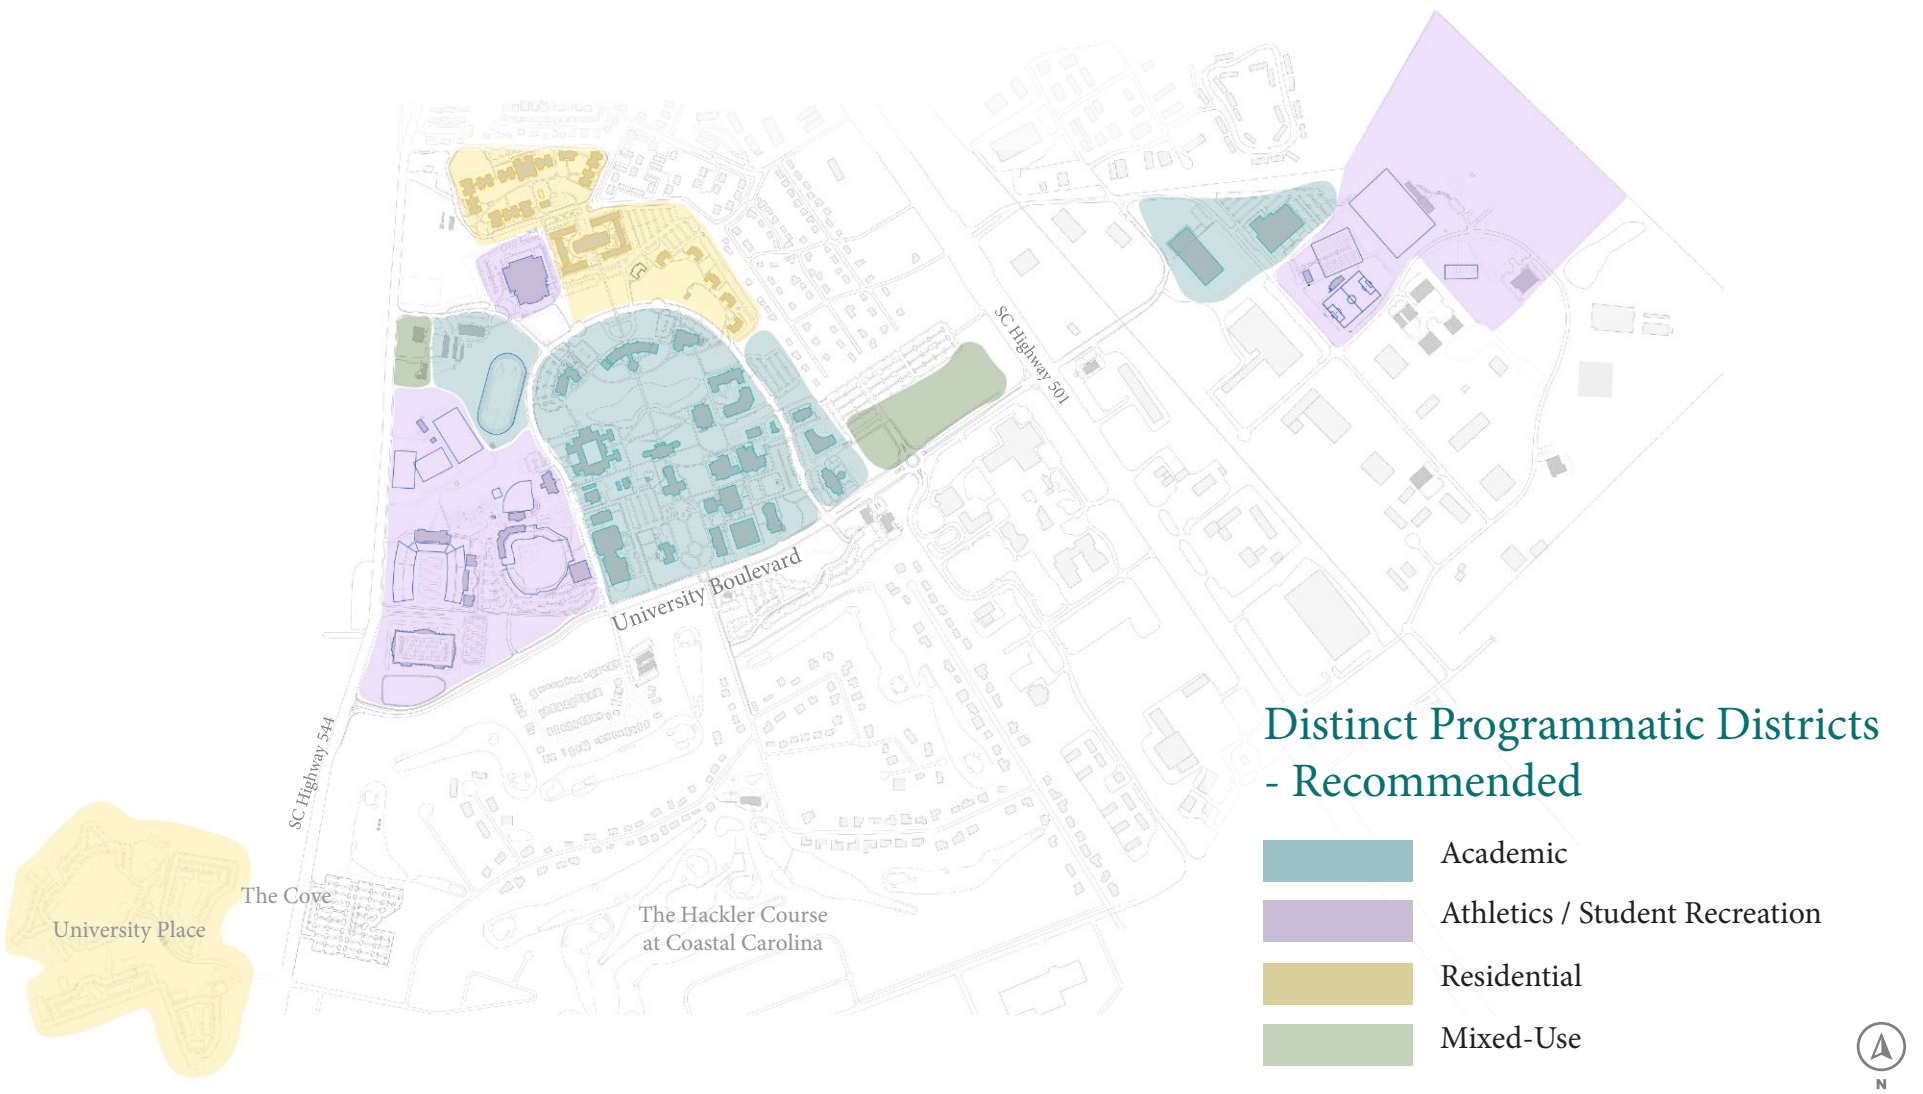 SC Highway 501
University Boulevard
SC Highway 544
The Cove
University Place
The Hackler Course
at Coastal Carolina
Distinct Programmatic Districts
- Recommended
Academic
Athletics / Student Recreation
Residential
Mixed-Use
N